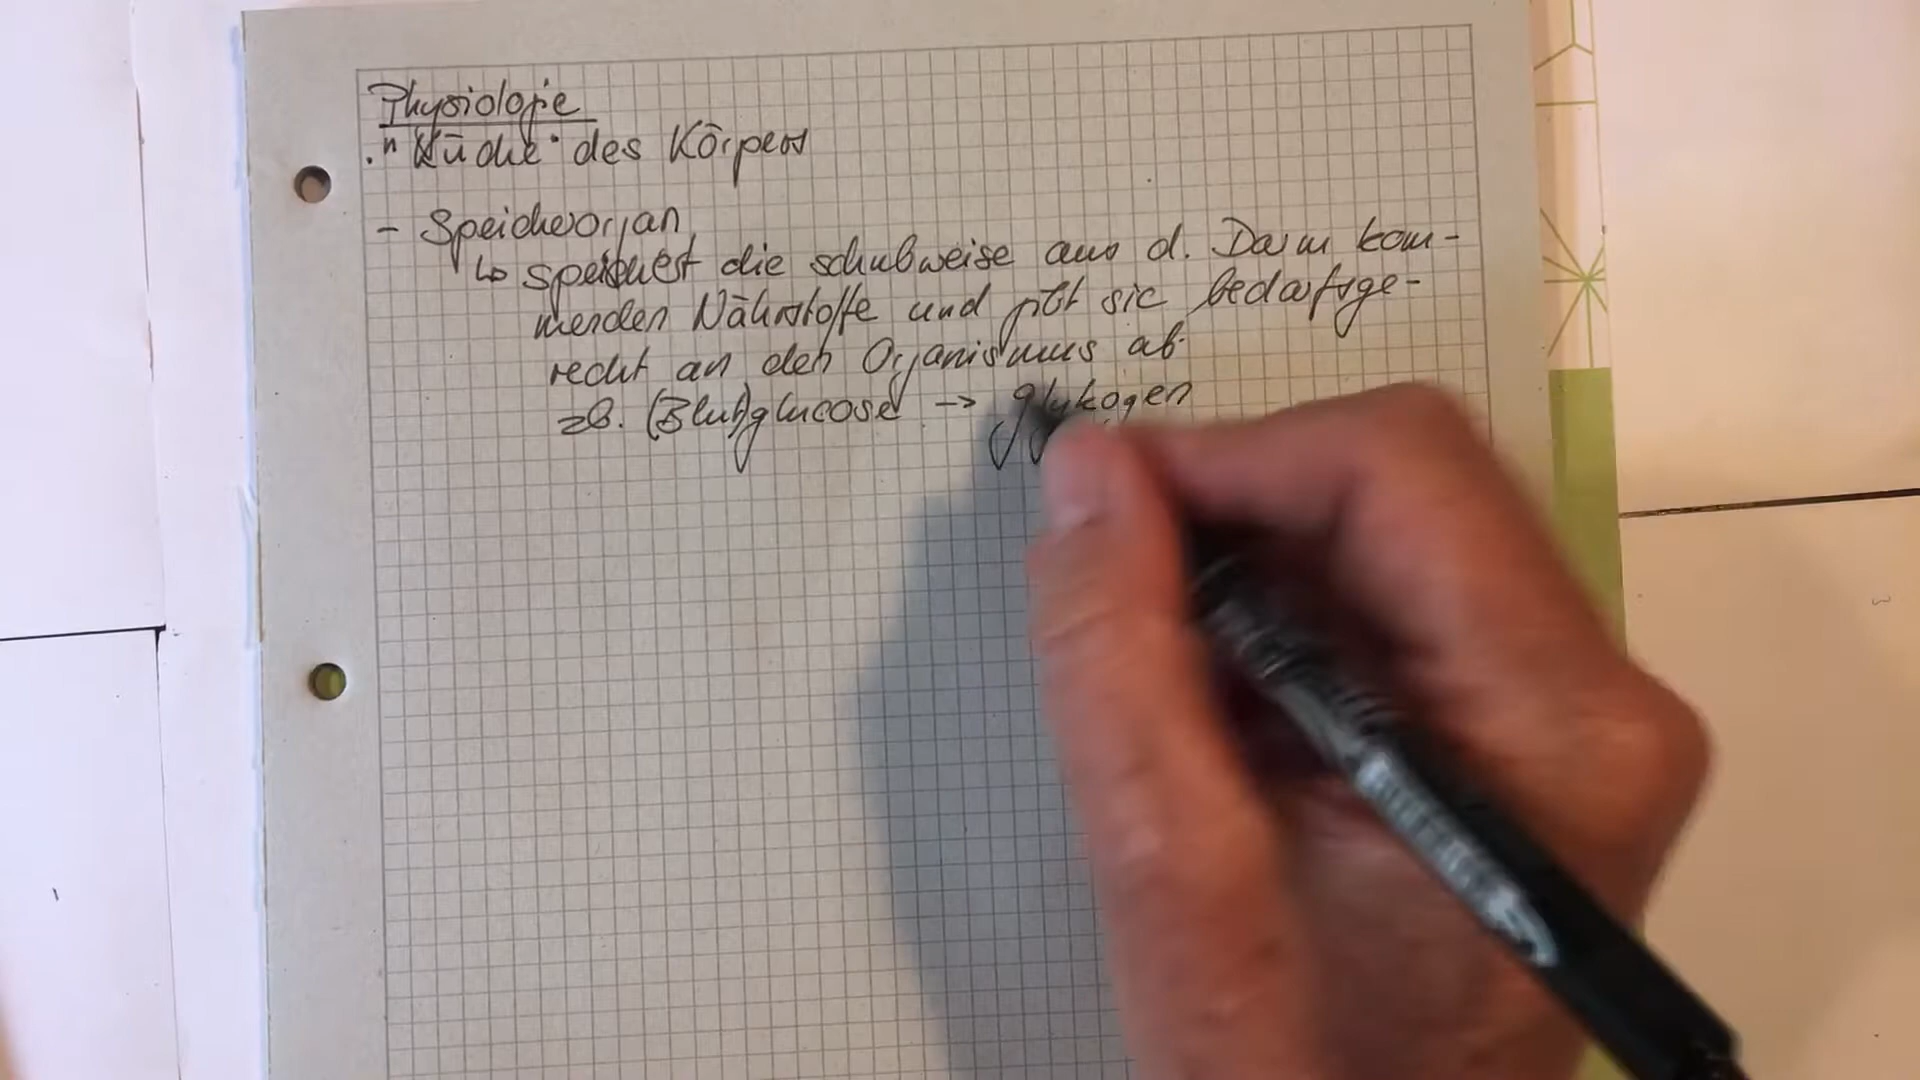 Physiologie
. "Küche" des Körpers
- Speicherorgan
↳ speichert die schubweise aus d. Darm kom-
menden Nährstoffe und gibt sie bedarfsge-
recht an den Organismus ab.
zB. (Blut)glucose → glykogen